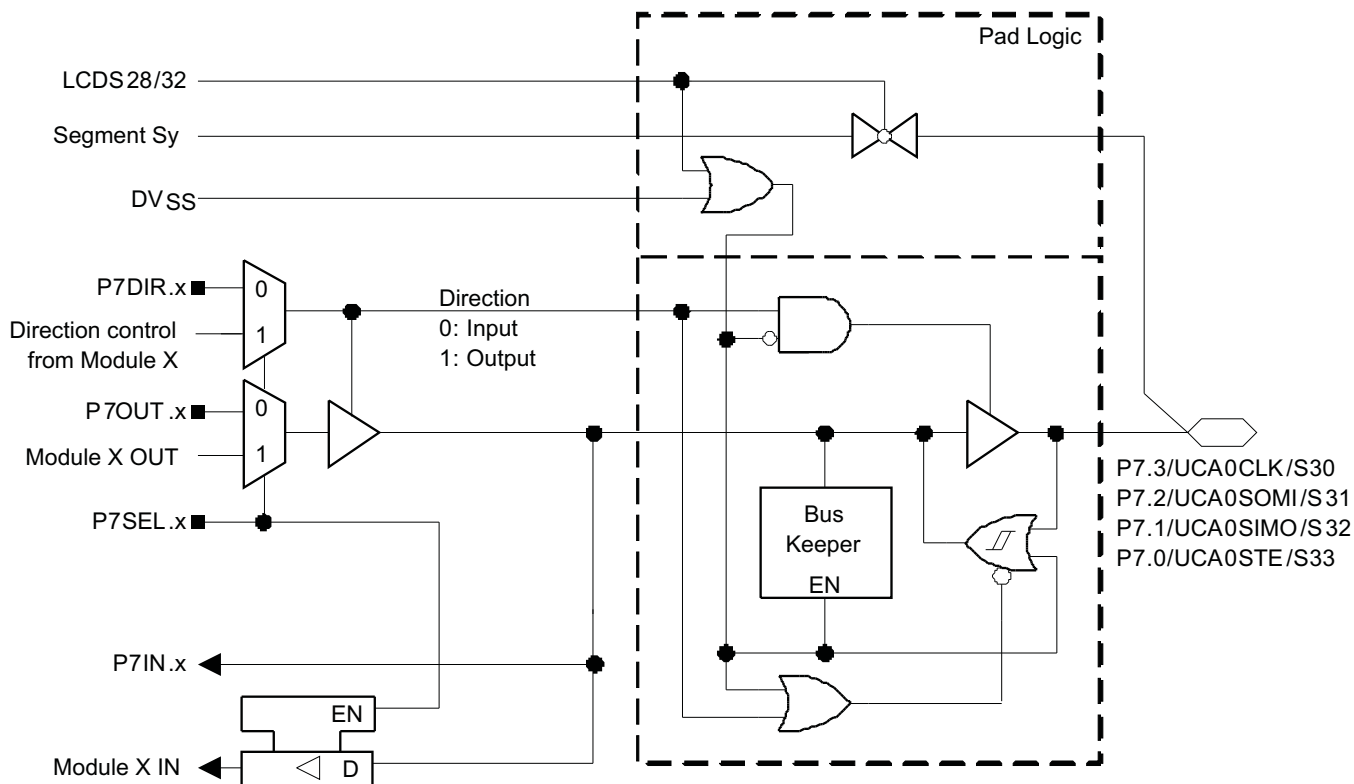 Pad Logic
LCDS28/32
Segment Sy
DVSS
P7DIR.x
0
1
Direction control
from Module X
Direction
0: Input
1: Output
P7OUT.x
0
1
Module X OUT
P7SEL.x
Bus
Keeper
EN
P7.3/UCA0CLK/S30
P7.2/UCA0SOMI/S31
P7.1/UCA0SIMO/S32
P7.0/UCA0STE/S33
P7IN.x
EN
Module X IN
D